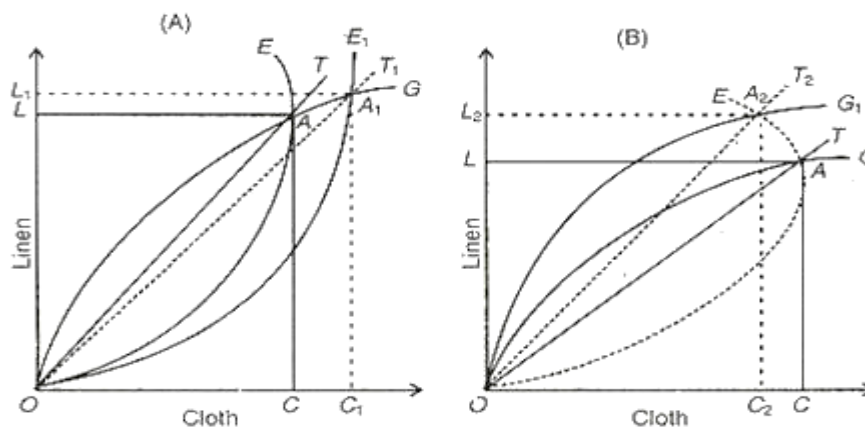 (A)
E
E₁
T
T₁
G
L₁
L
A
A₁
Linen
O
Cloth
C
C₁
(B)
E
A₂
T₂
G₁
L₂
T
L
A
Linen
O
Cloth
C₂
C